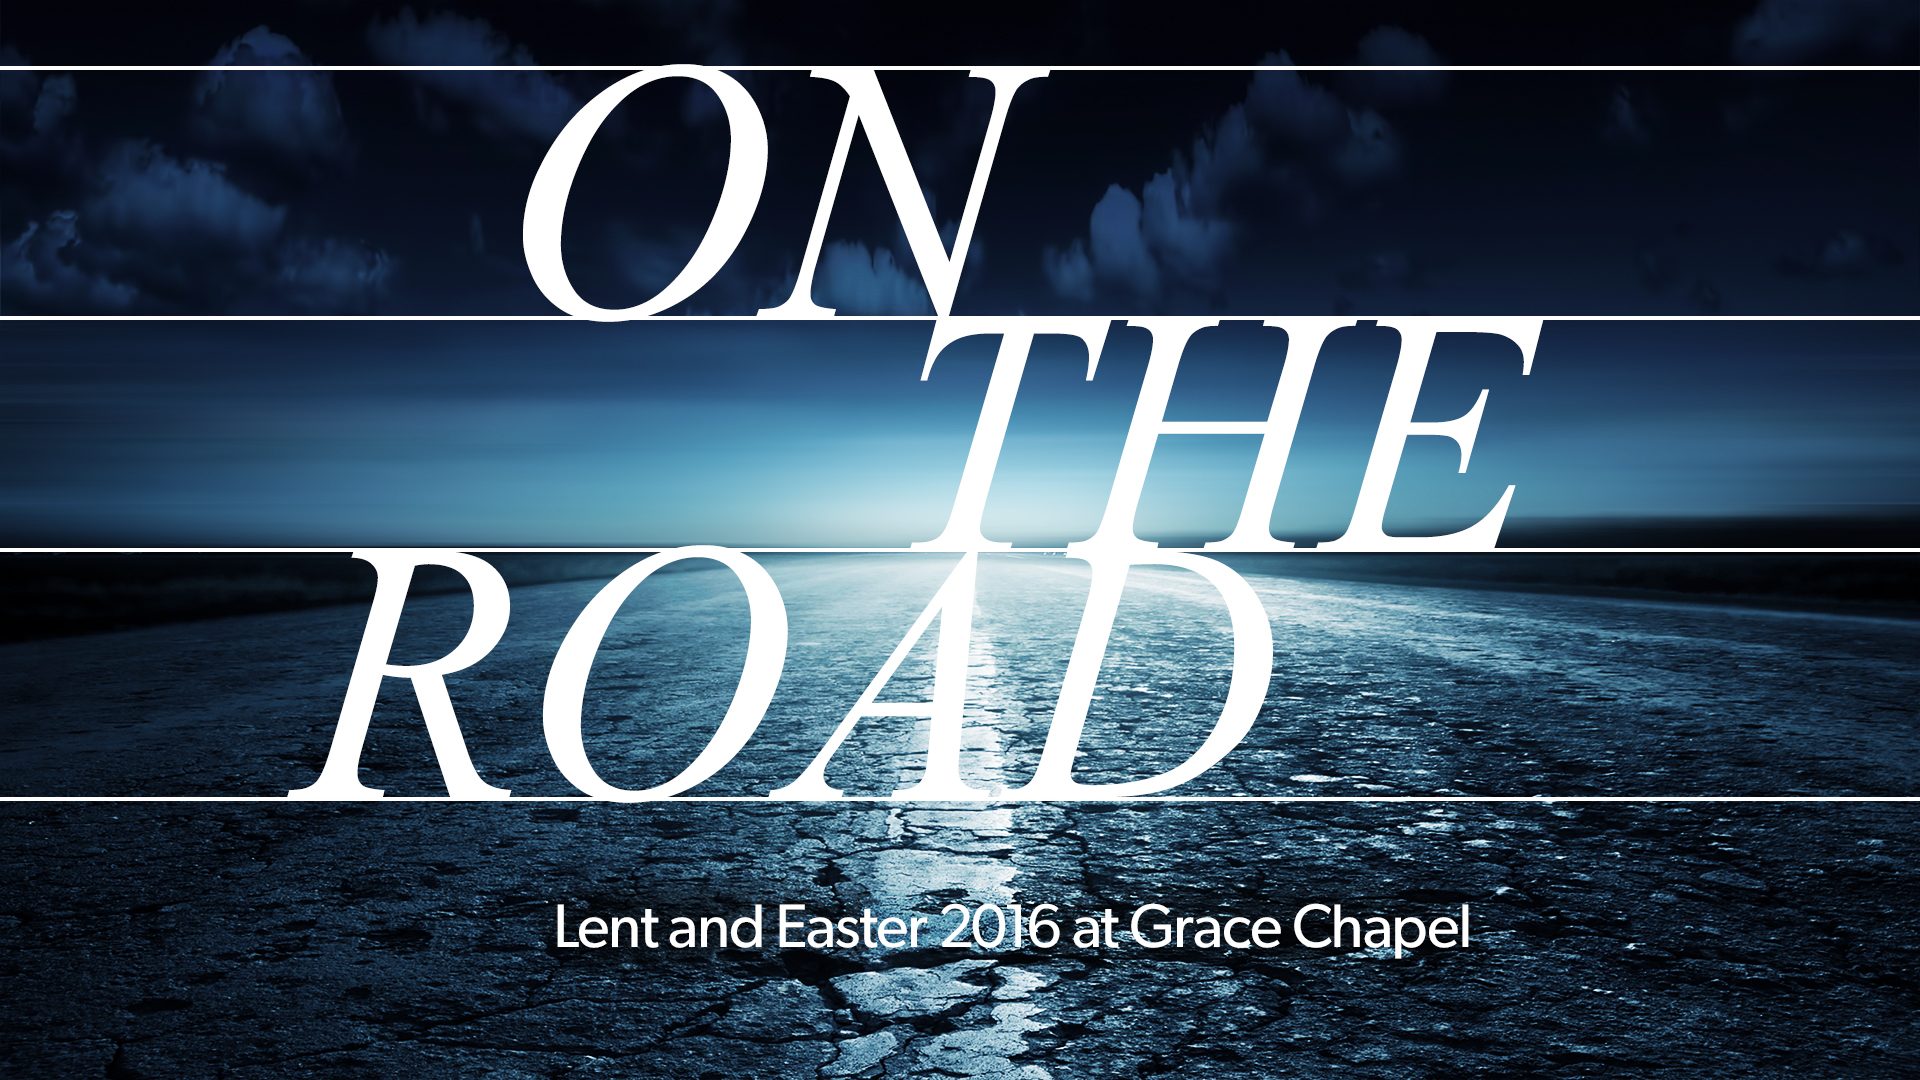 ON
THE
ROAD
Lent and Easter 2016 at Grace Chapel